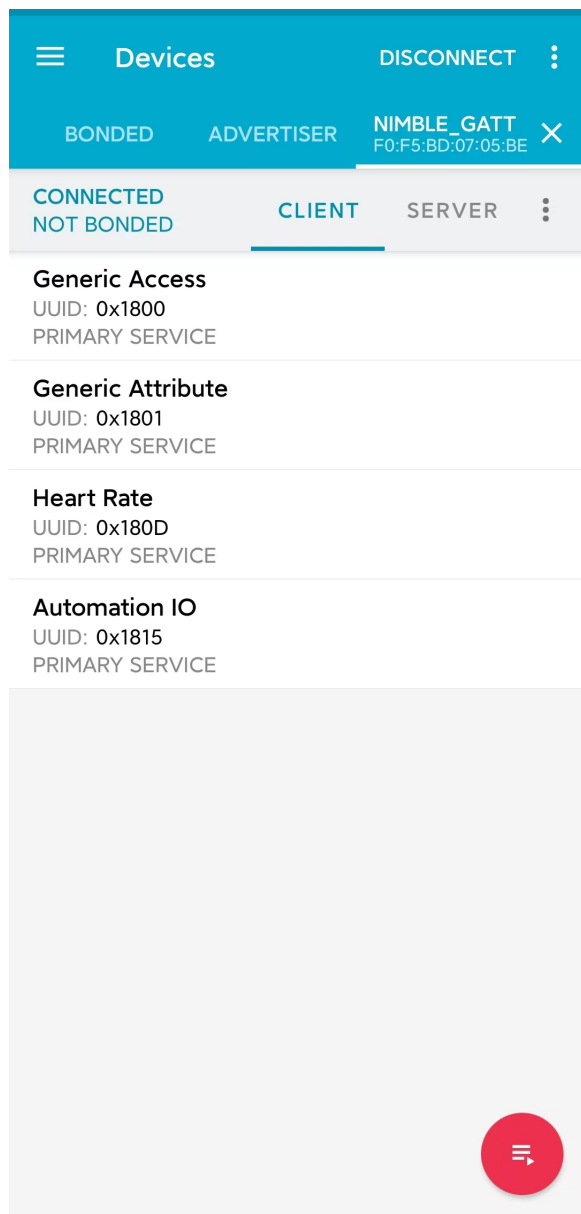 Devices
DISCONNECT
BONDED
ADVERTISER
NIMBLE_GATT
F0:F5:BD:07:05:BE
CONNECTED
NOT BONDED
CLIENT
SERVER
Generic Access
UUID: 0x1800
PRIMARY SERVICE
Generic Attribute
UUID: 0x1801
PRIMARY SERVICE
Heart Rate
UUID: 0x180D
PRIMARY SERVICE
Automation IO
UUID: 0x1815
PRIMARY SERVICE